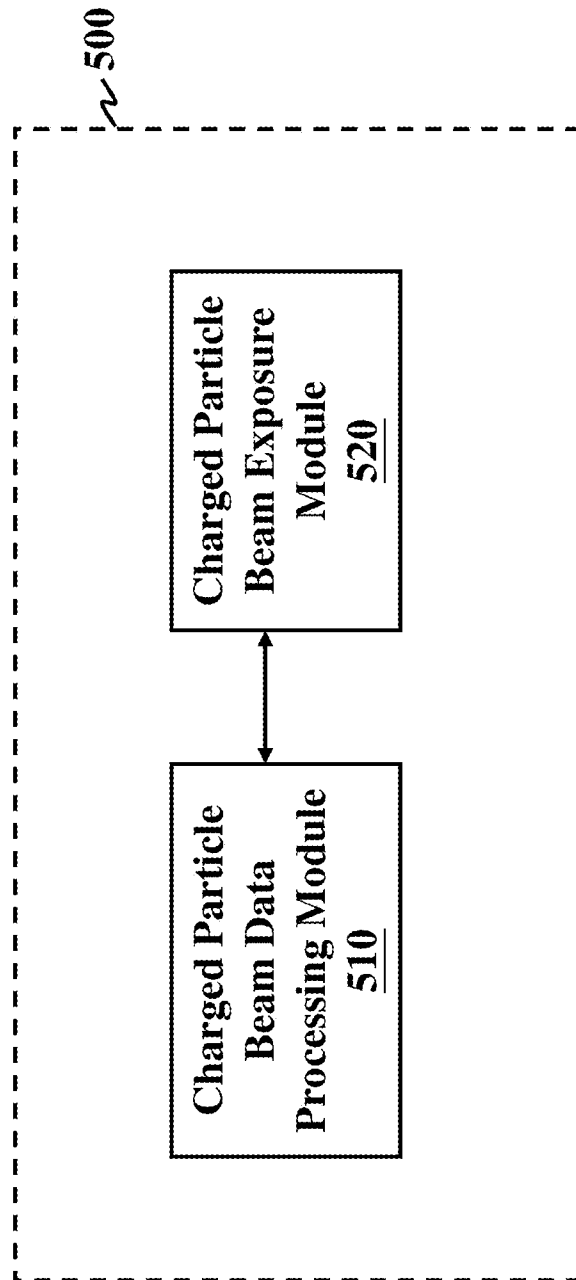 500
Charged Particle
Beam Data
Processing Module
510
Charged Particle
Beam Exposure
Module
520